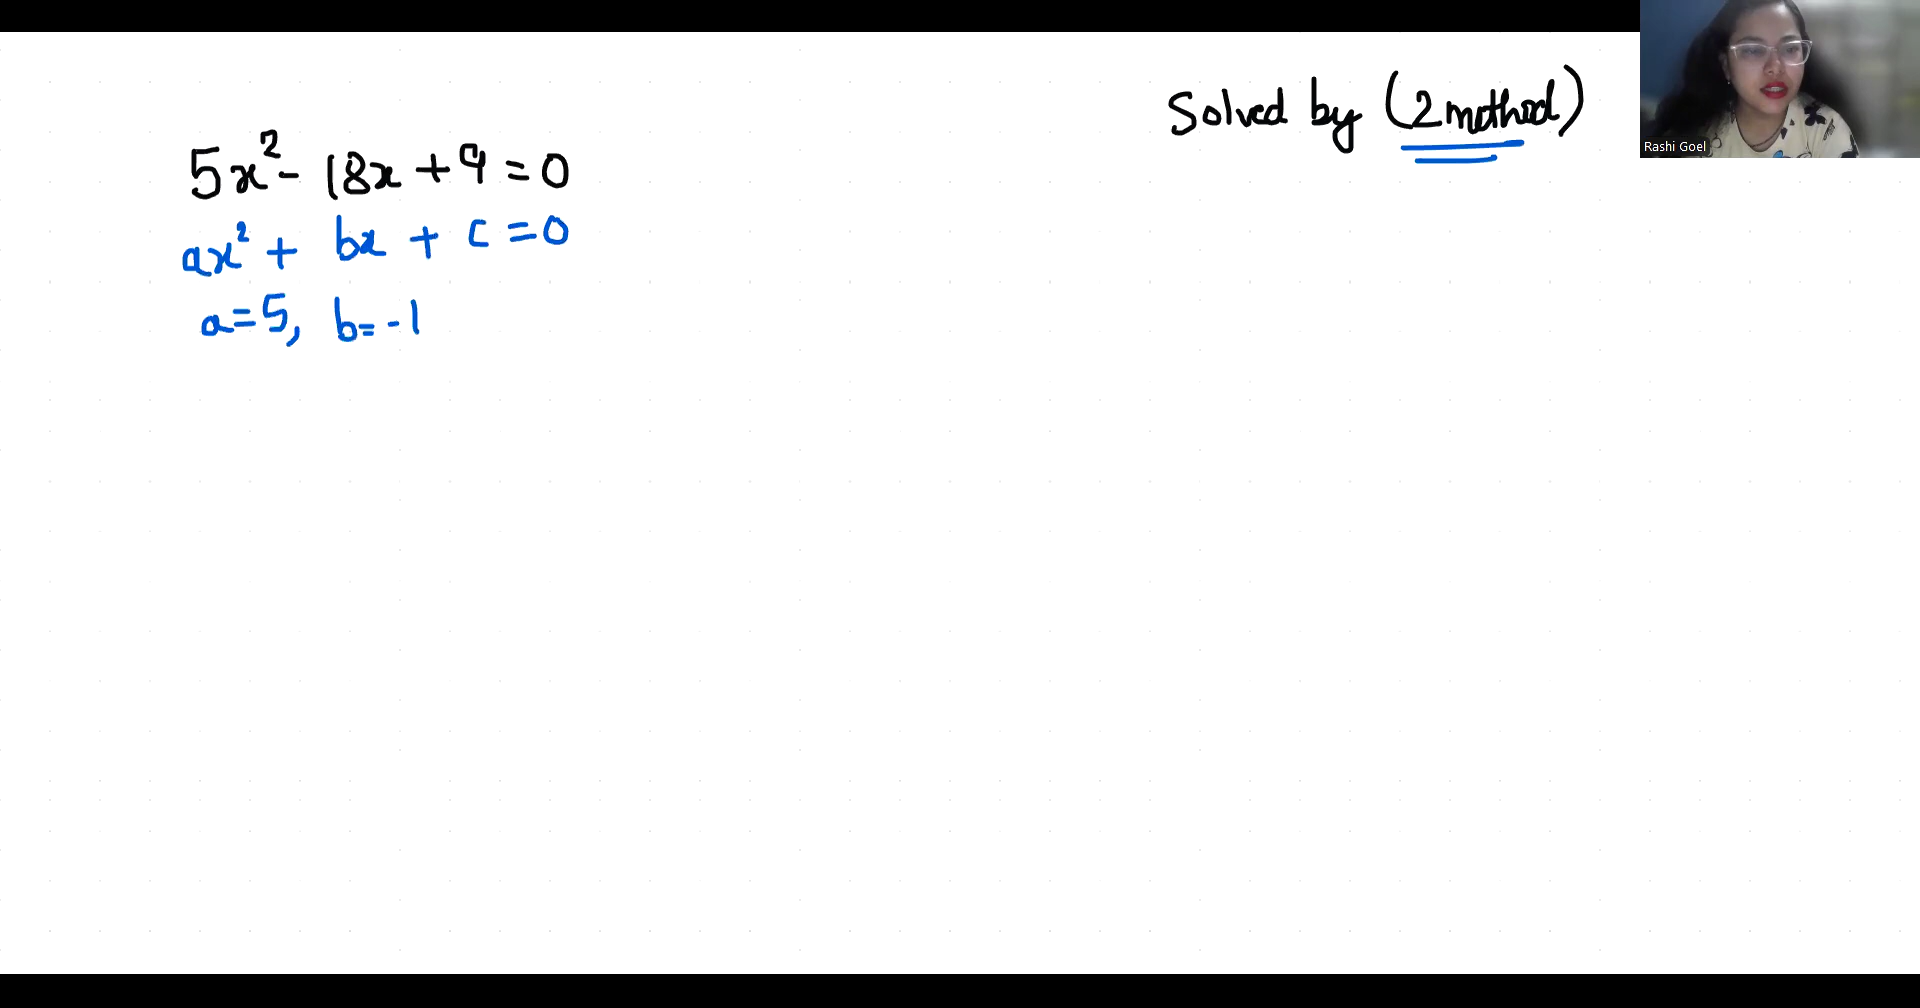 Solved by (2 method)
Rashi Goel
5x² - 18x + 9 = 0
ax² + bx + c = 0
a = 5, b = -1